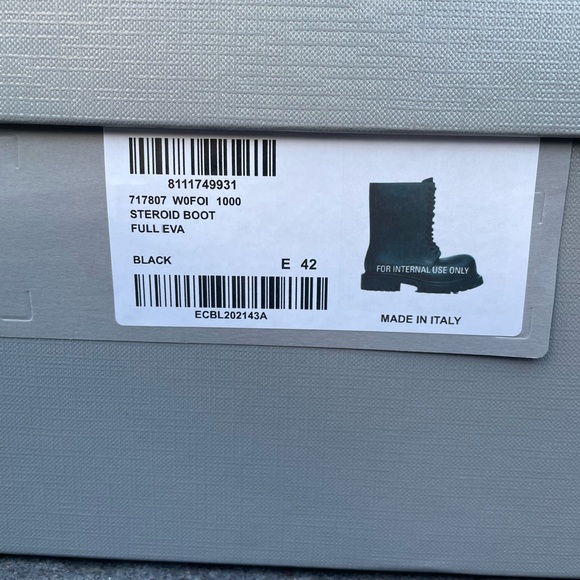 8111749931
717807 W0FOI 1000
STEROID BOOT
FULL EVA
BLACK E 42
FOR INTERNAL USE ONLY
ECBL202143A
MADE IN ITALY